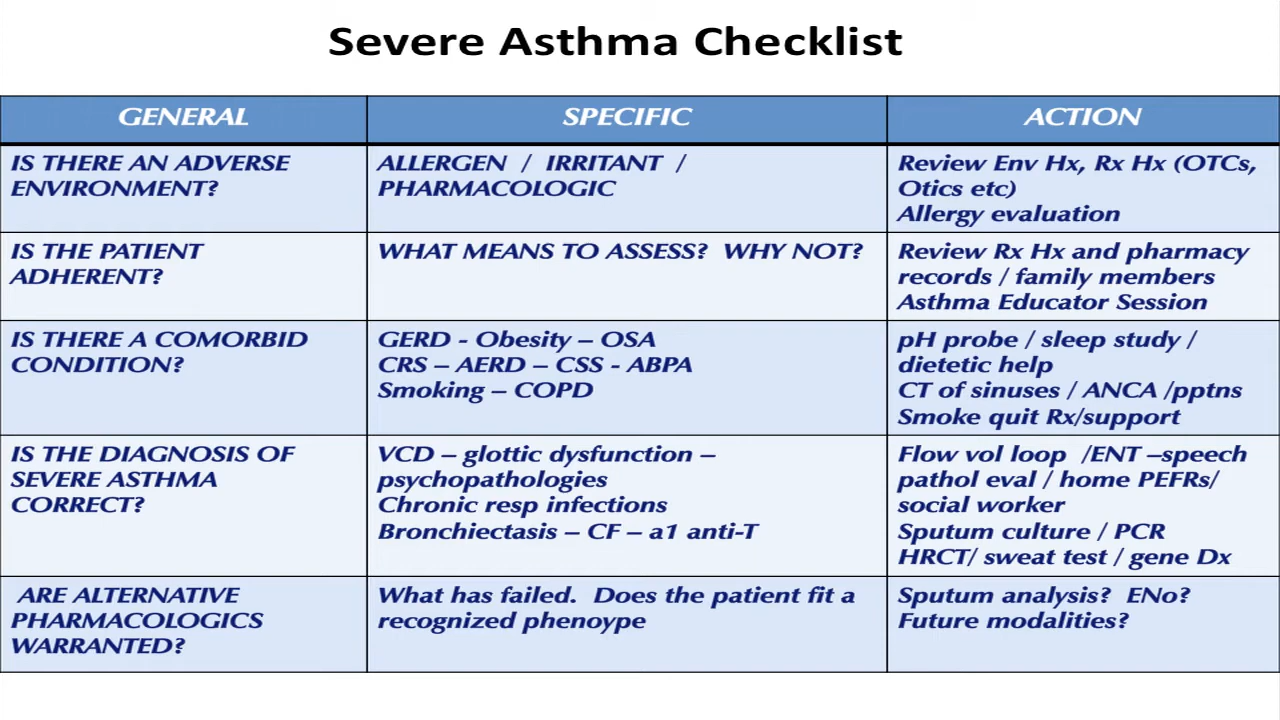 Severe Asthma Checklist
GENERAL
SPECIFIC
ACTION
IS THERE AN ADVERSE
ENVIRONMENT?
ALLERGEN / IRRITANT /
PHARMACOLOGIC
Review Env Hx, Rx Hx (OTCs,
Otics etc)
Allergy evaluation
IS THE PATIENT
ADHERENT?
WHAT MEANS TO ASSESS? WHY NOT?
Review Rx Hx and pharmacy
records / family members
Asthma Educator Session
IS THERE A COMORBID
CONDITION?
GERD - Obesity – OSA
CRS – AERD – CSS - ABPA
Smoking – COPD
pH probe / sleep study /
dietetic help
CT of sinuses / ANCA /pptns
Smoke quit Rx/support
IS THE DIAGNOSIS OF
SEVERE ASTHMA
CORRECT?
VCD – glottic dysfunction –
psychopathologies
Chronic resp infections
Bronchiectasis – CF – a1 anti-T
Flow vol loop /ENT –speech
pathol eval / home PEFRs/
social worker
Sputum culture / PCR
HRCT/ sweat test / gene Dx
ARE ALTERNATIVE
PHARMACOLOGICS
WARRANTED?
What has failed. Does the patient fit a
recognized phenoype
Sputum analysis? ENo?
Future modalities?